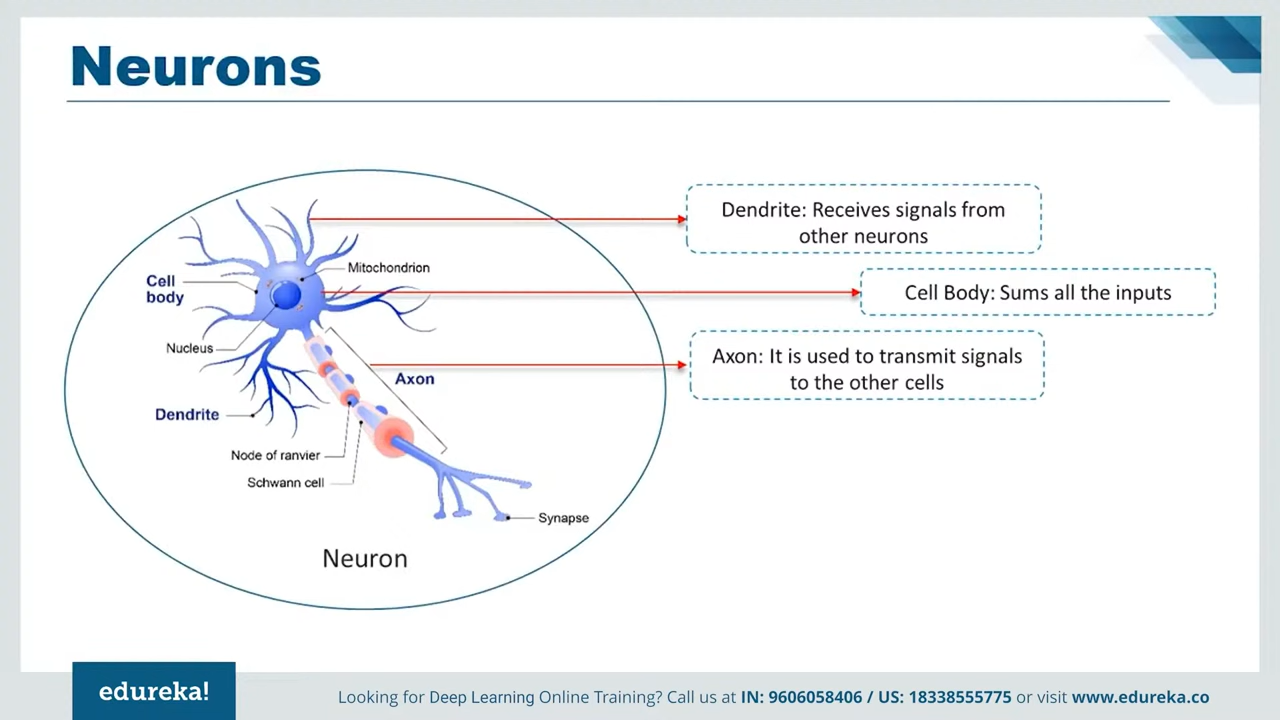 Neurons
Dendrite: Receives signals from
other neurons
Mitochondrion
Cell
body
Cell Body: Sums all the inputs
Nucleus
Axon: It is used to transmit signals
to the other cells
Axon
Dendrite
Node of ranvier
Schwann cell
Synapse
Neuron
edureka!
Looking for Deep Learning Online Training? Call us at IN: 9606058406 / US: 18338555775 or visit www.edureka.co